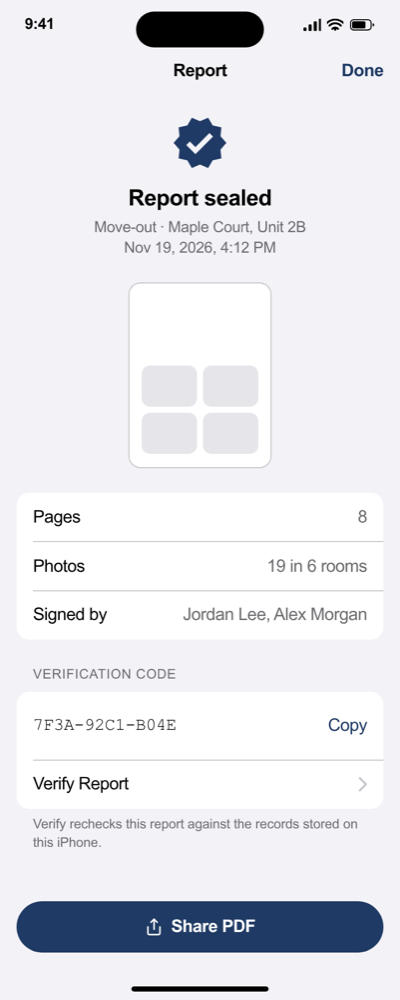 9:41
Report
Done
Report sealed
Move-out · Maple Court, Unit 2B
Nov 19, 2026, 4:12 PM
Pages 8
Photos 19 in 6 rooms
Signed by Jordan Lee, Alex Morgan
VERIFICATION CODE
7F3A-92C1-B04E Copy
Verify Report
Verify rechecks this report against the records stored on
this iPhone.
Share PDF